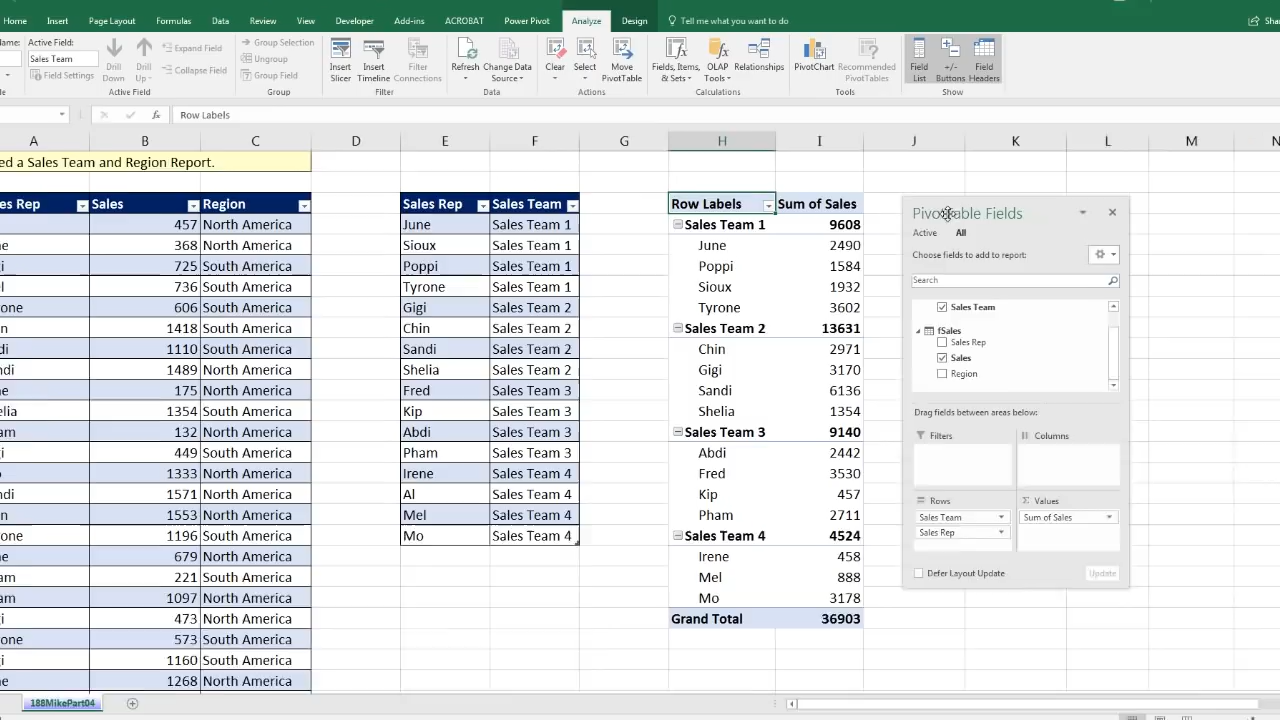 Home Insert Page Layout Formulas Data Review View Developer Add-ins ACROBAT Power Pivot Analyze Design Tell me what you want to do
Name: Active Field:
Sales Team
Field Settings
Drill Down
Drill Up
Expand Field
Collapse Field
Active Field
Group Selection
Ungroup
Group Field
Group
Insert Slicer
Insert Timeline
Filter Connections
Filter
Refresh
Change Data Source
Data
Clear
Select
Move PivotTable
Actions
Fields, Items, & Sets
OLAP Tools
Relationships
Calculations
PivotChart
Recommended PivotTables
Tools
Field List
+/- Buttons
Field Headers
Show
fx Row Labels
A B C D E F G H I J K L M N
ed a Sales Team and Region Report.
es Rep Sales Region
457 North America
368 North America
725 South America
736 South America
606 South America
1418 South America
1110 South America
1489 South America
175 North America
1354 South America
132 North America
449 South America
1333 North America
1571 North America
1553 North America
1196 South America
679 North America
221 South America
1097 North America
473 North America
573 South America
1160 South America
1268 North America
Sales Rep Sales Team
June Sales Team 1
Sioux Sales Team 1
Poppi Sales Team 1
Tyrone Sales Team 1
Gigi Sales Team 2
Chin Sales Team 2
Sandi Sales Team 2
Shelia Sales Team 2
Fred Sales Team 3
Kip Sales Team 3
Abdi Sales Team 3
Pham Sales Team 3
Irene Sales Team 4
Al Sales Team 4
Mel Sales Team 4
Mo Sales Team 4
Row Labels Sum of Sales
Sales Team 1 9608
June 2490
Poppi 1584
Sioux 1932
Tyrone 3602
Sales Team 2 13631
Chin 2971
Gigi 3170
Sandi 6136
Shelia 1354
Sales Team 3 9140
Abdi 2442
Fred 3530
Kip 457
Pham 2711
Sales Team 4 4524
Irene 458
Mel 888
Mo 3178
Grand Total 36903
PivotTable Fields
Active All
Choose fields to add to report:
Search
Sales Team
fSales
Sales Rep
Sales
Region
Drag fields between areas below:
Filters Columns
Rows Values
Sales Team Sum of Sales
Sales Rep
Defer Layout Update Update
188MikePart04